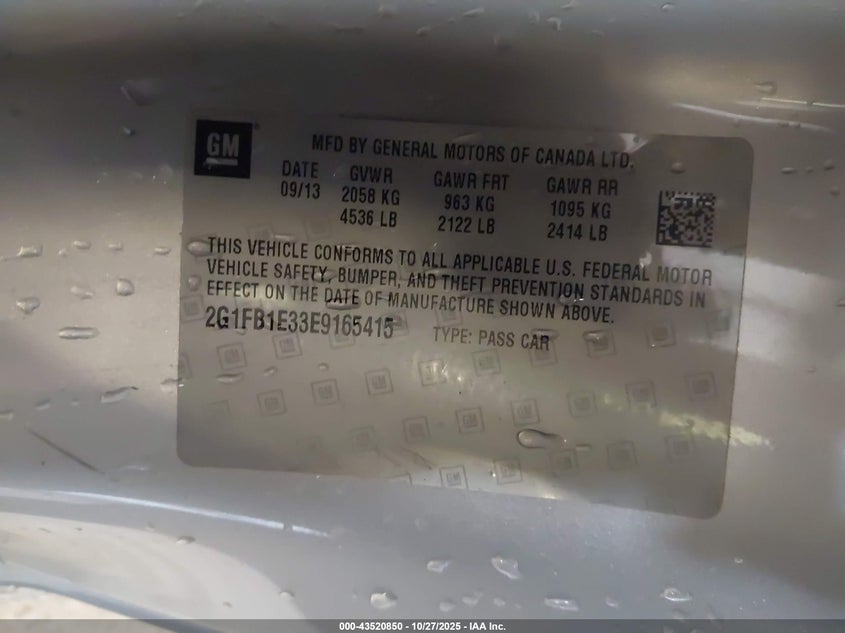 GM
MFD BY GENERAL MOTORS OF CANADA LTD.
DATE GVWR GAWR FRT GAWR RR
09/13 2058 KG 963 KG 1095 KG
4536 LB 2122 LB 2414 LB
THIS VEHICLE CONFORMS TO ALL APPLICABLE U.S. FEDERAL MOTOR
VEHICLE SAFETY, BUMPER, AND THEFT PREVENTION STANDARDS IN
EFFECT ON THE DATE OF MANUFACTURE SHOWN ABOVE.
2G1FB1E33E9165415 TYPE: PASS CAR
000-43520850 - 10/27/2025 - IAA Inc.